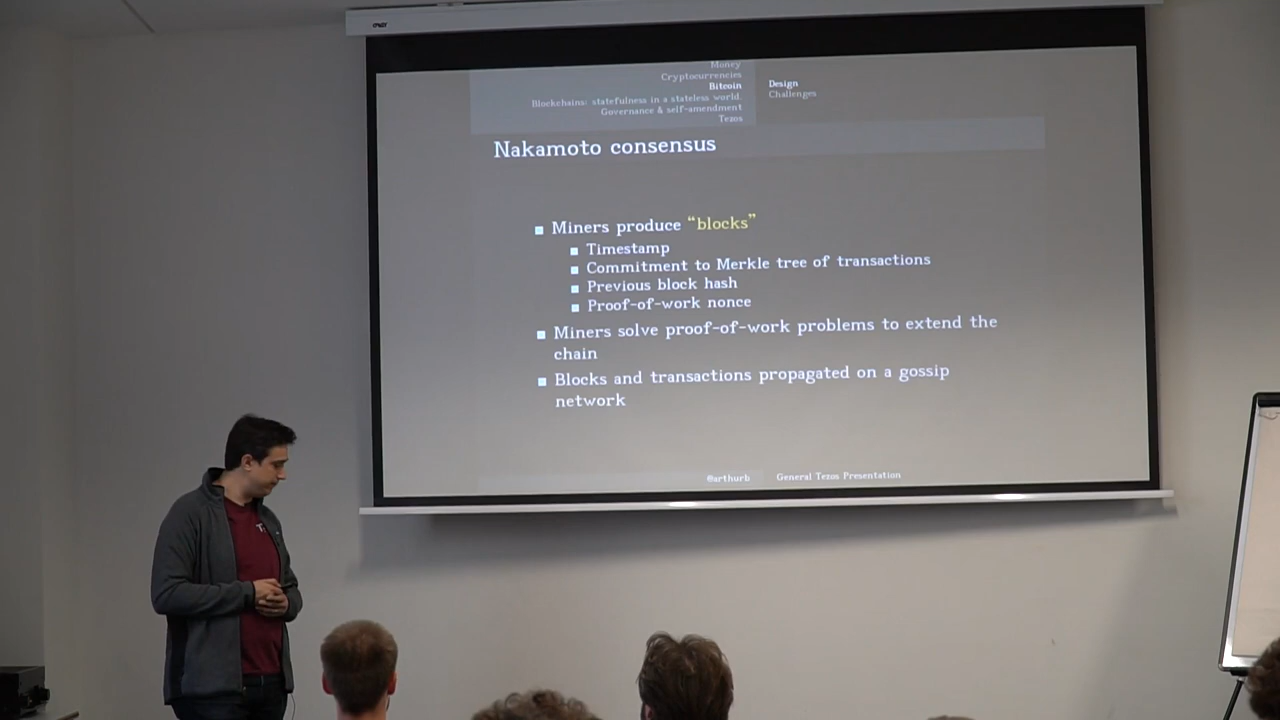 Money
Cryptocurrencies
Bitcoin
Blockchains: statefulness in a stateless world.
Governance & self-amendment
Tezos
Design
Challenges
Nakamoto consensus
Miners produce “blocks”
Timestamp
Commitment to Merkle tree of transactions
Previous block hash
Proof-of-work nonce
Miners solve proof-of-work problems to extend the
chain
Blocks and transactions propagated on a gossip
network
@arthurb
General Tezos Presentation